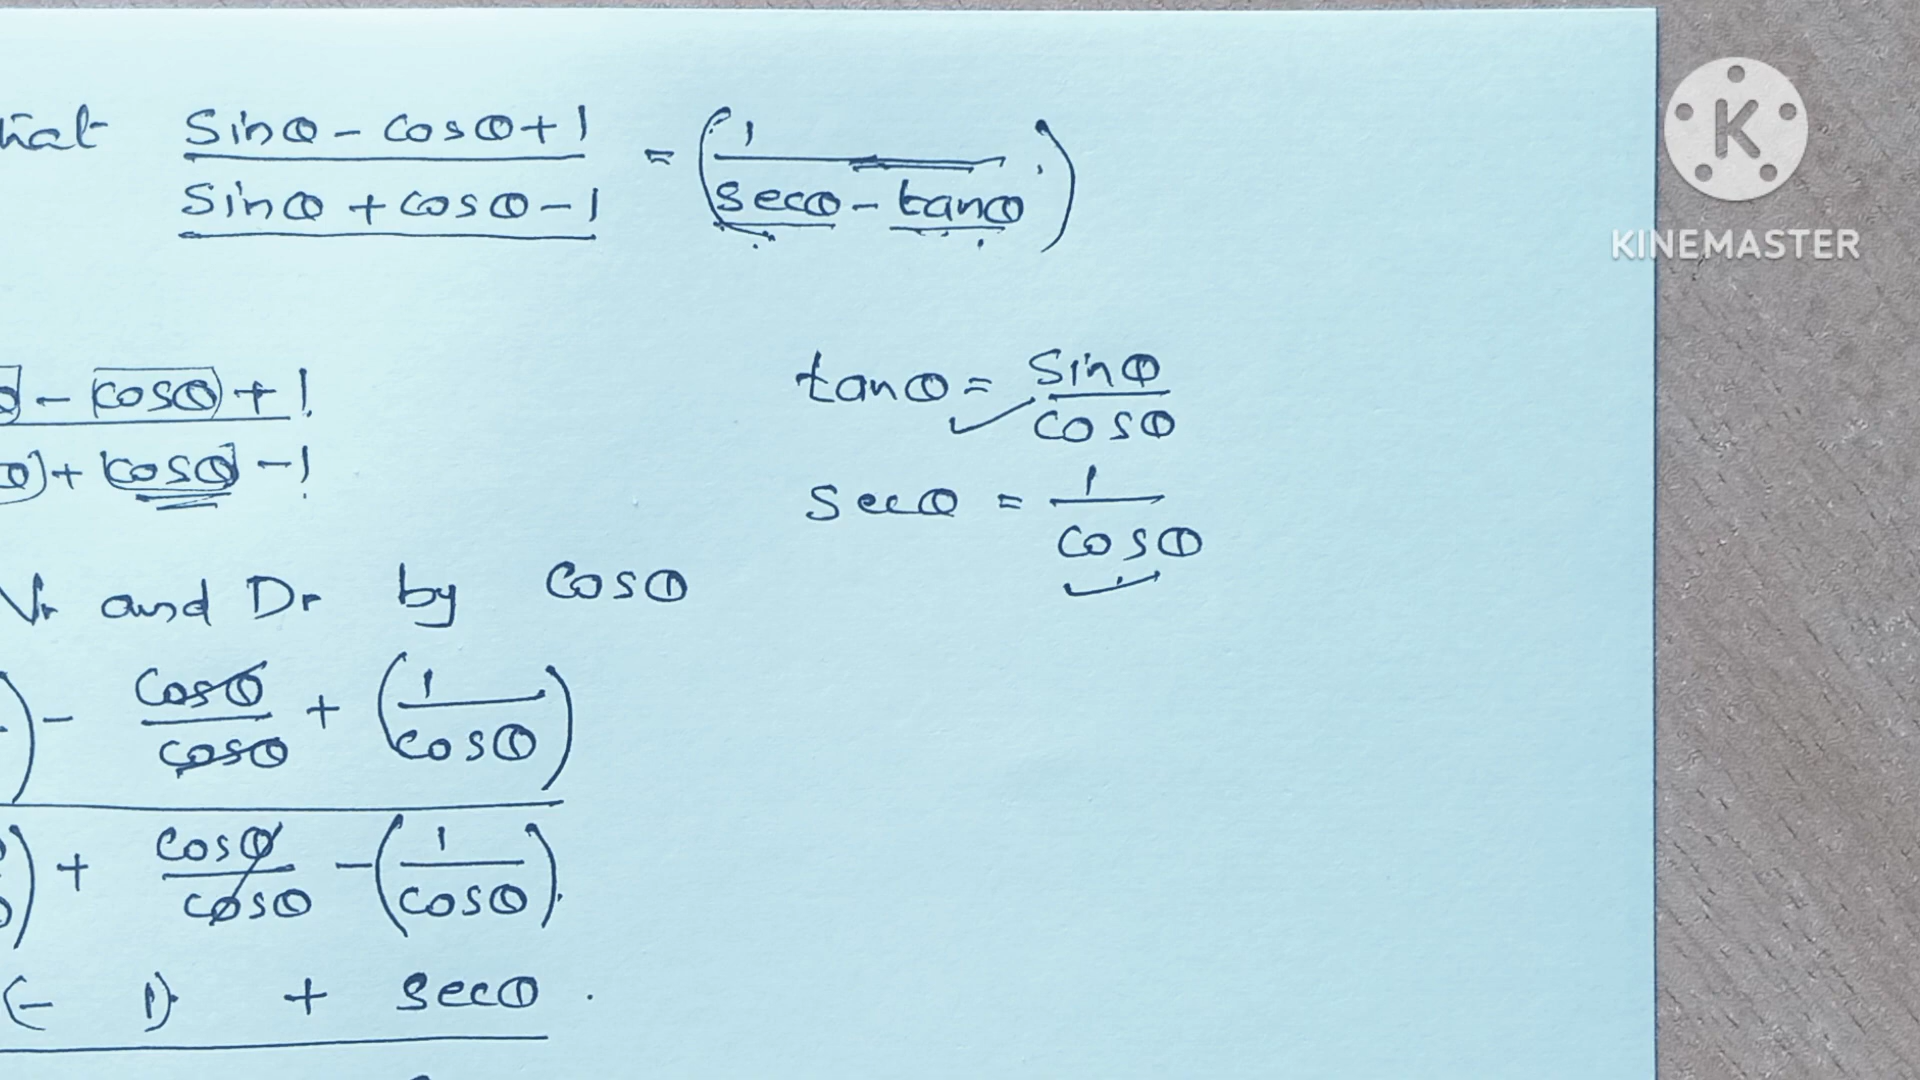 that sinθ - cosθ + 1 / sinθ + cosθ - 1 = ( 1 / secθ - tanθ )
KINEMASTER
θ - cosθ + 1 / θ) + cosθ - 1
tanθ = sinθ / cosθ
secθ = 1 / cosθ
Nr and Dr by cosθ
) - cosθ / cosθ + ( 1 / cosθ )
) + cosθ / cosθ - ( 1 / cosθ ).
(- 1) + secθ .